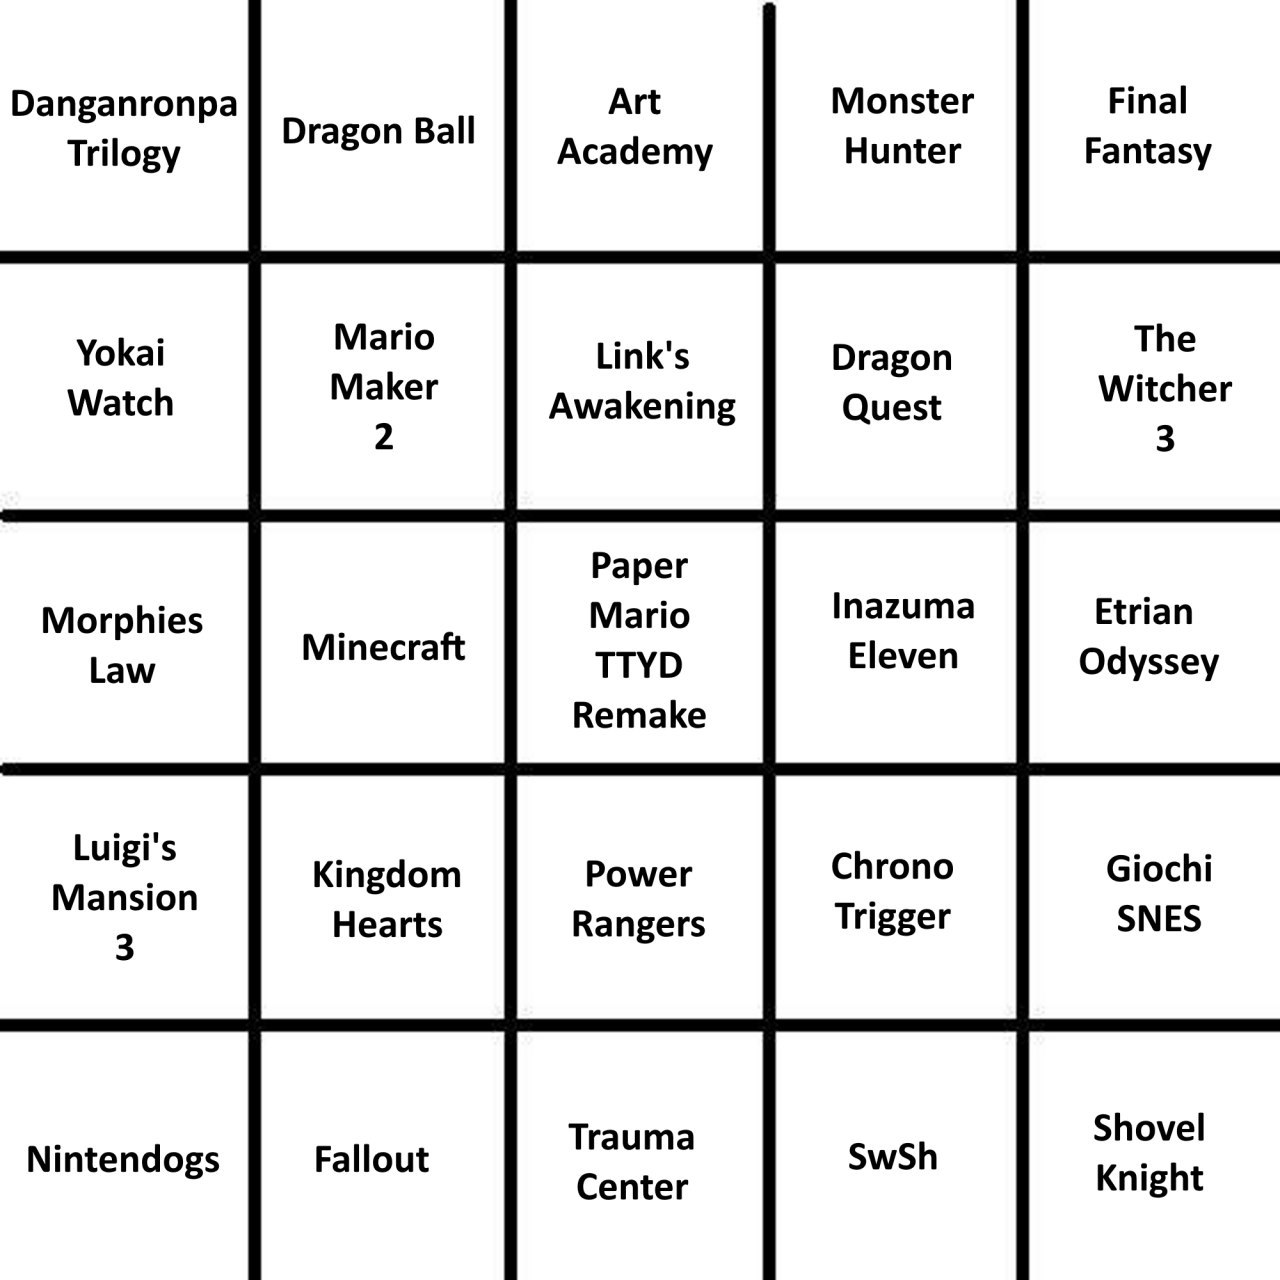 Danganronpa
Trilogy
Dragon Ball
Art
Academy
Monster
Hunter
Final
Fantasy
Yokai
Watch
Mario
Maker
2
Link's
Awakening
Dragon
Quest
The
Witcher
3
Morphies
Law
Minecraft
Paper
Mario
TTYD
Remake
Inazuma
Eleven
Etrian
Odyssey
Luigi's
Mansion
3
Kingdom
Hearts
Power
Rangers
Chrono
Trigger
Giochi
SNES
Nintendogs
Fallout
Trauma
Center
SwSh
Shovel
Knight